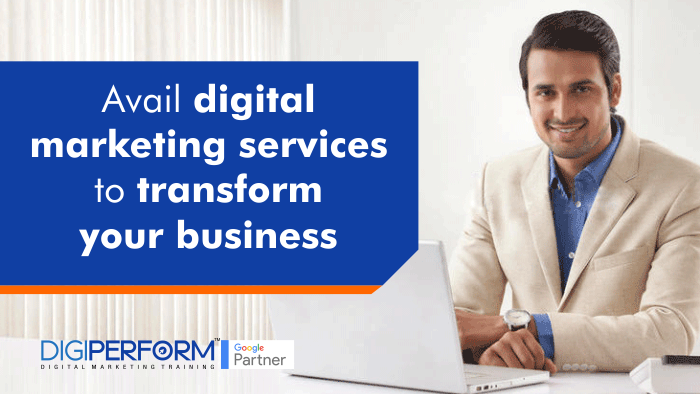 Avail digital
marketing services
to transform
your business
DIGIPERFORM™
DIGITAL MARKETING TRAINING
Google
Partner